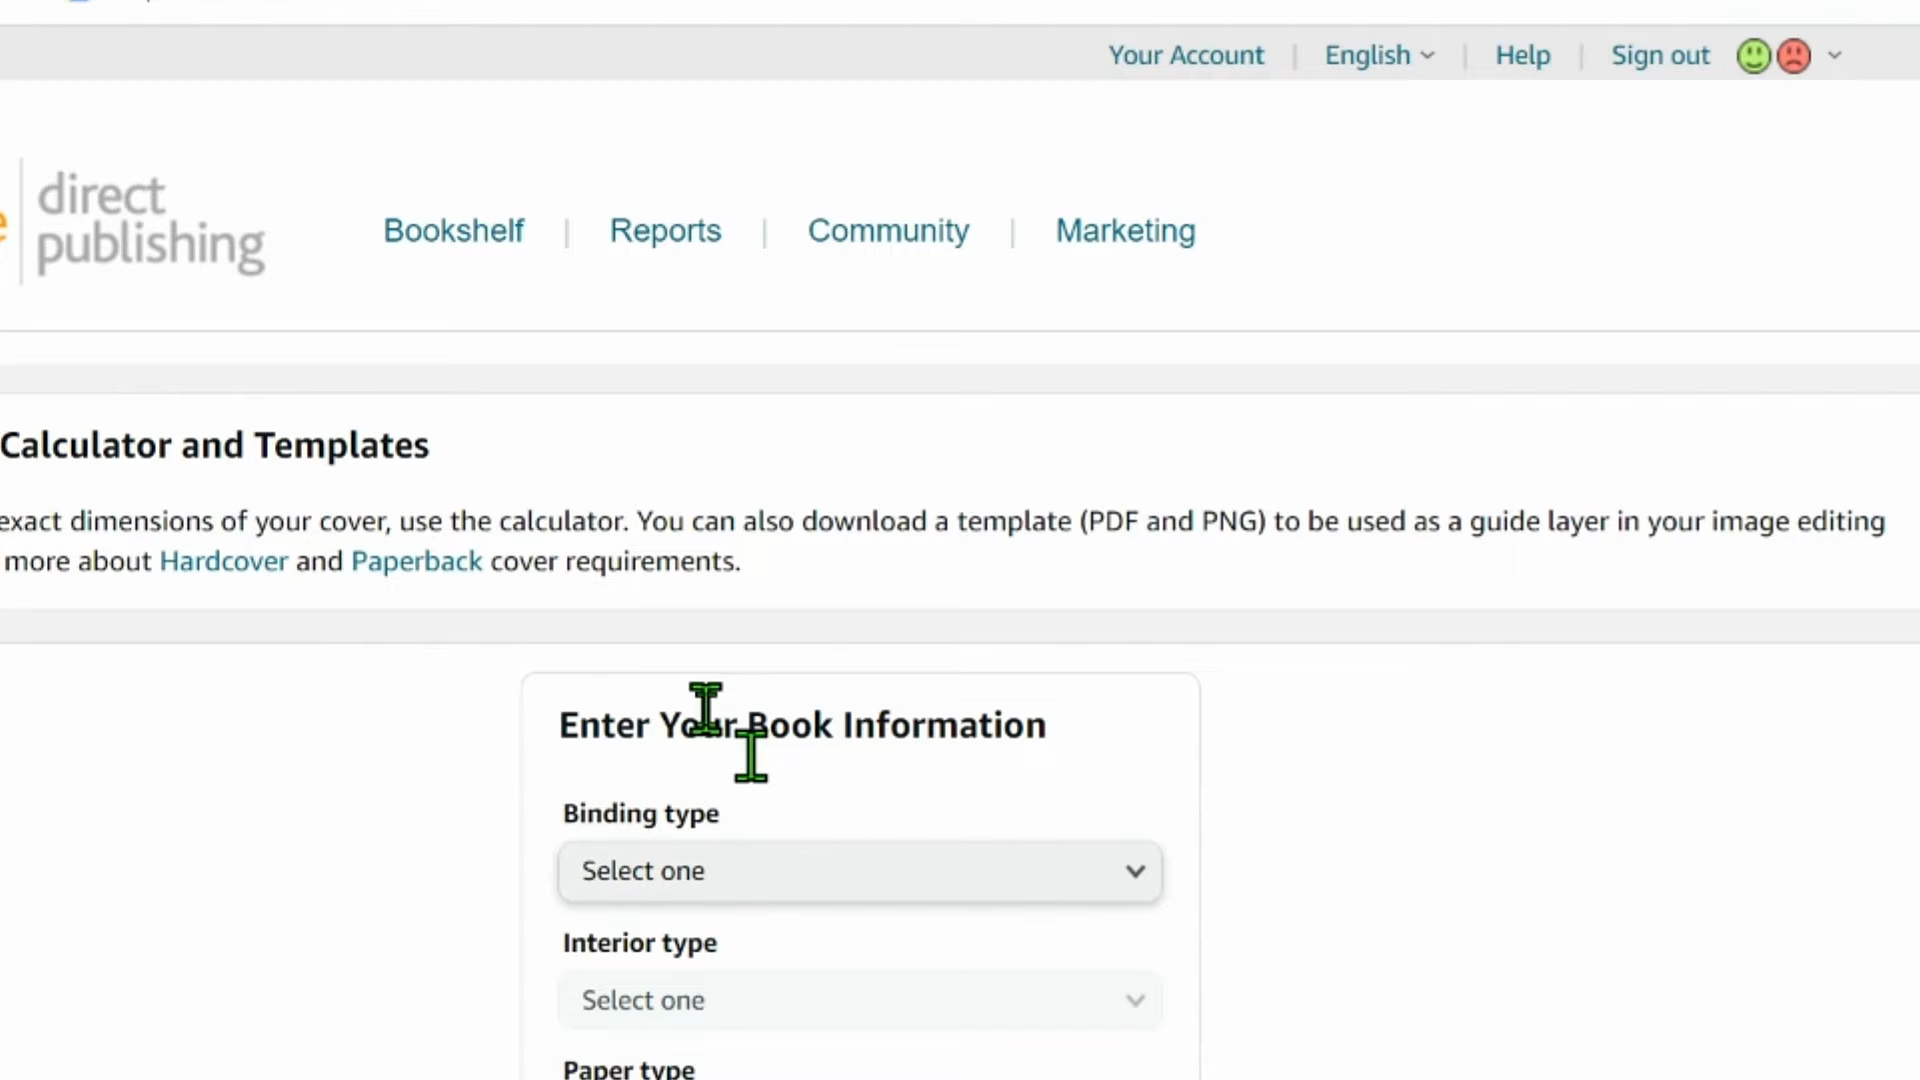 Your Account | English | Help | Sign out
direct
publishing
Bookshelf | Reports | Community | Marketing
Calculator and Templates
exact dimensions of your cover, use the calculator. You can also download a template (PDF and PNG) to be used as a guide layer in your image editing
more about Hardcover and Paperback cover requirements.
Enter Your Book Information
Binding type
Select one
Interior type
Select one
Paper type